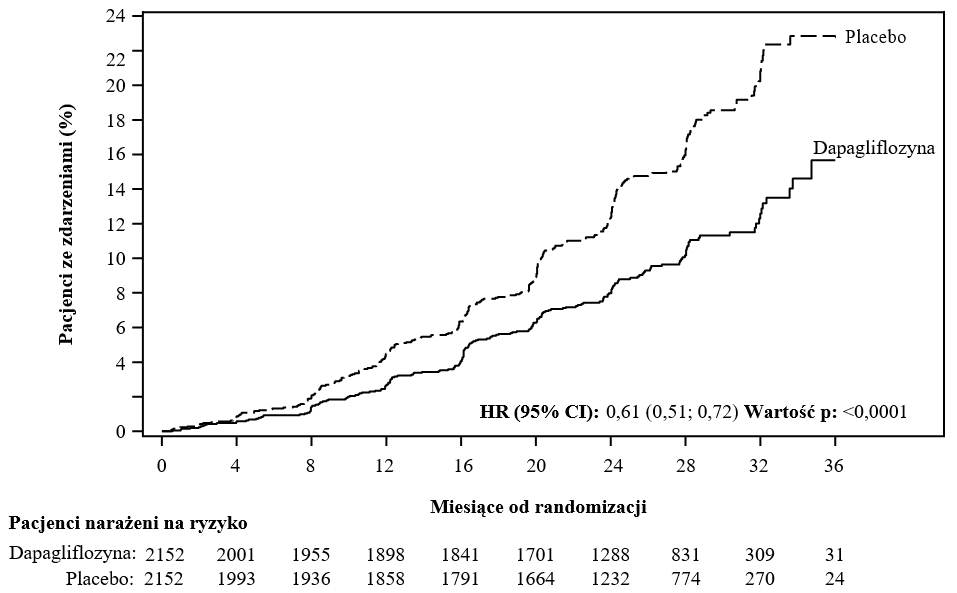 24
22
20
18
16
14
12
10
8
6
4
0
Pacjenci ze zdarzeniami (%)
Placebo
Dapagliflozyna
HR (95% CI): 0,61 (0,51; 0,72) Wartość p: <0,0001
0 4 8 12 16 20 24 28 32 36
Miesiące od randomizacji
Pacjenci narażeni na ryzyko
Dapagliflozyna: 2152 2001 1955 1898 1841 1701 1288 831 309 31
Placebo: 2152 1993 1936 1858 1791 1664 1232 774 270 24